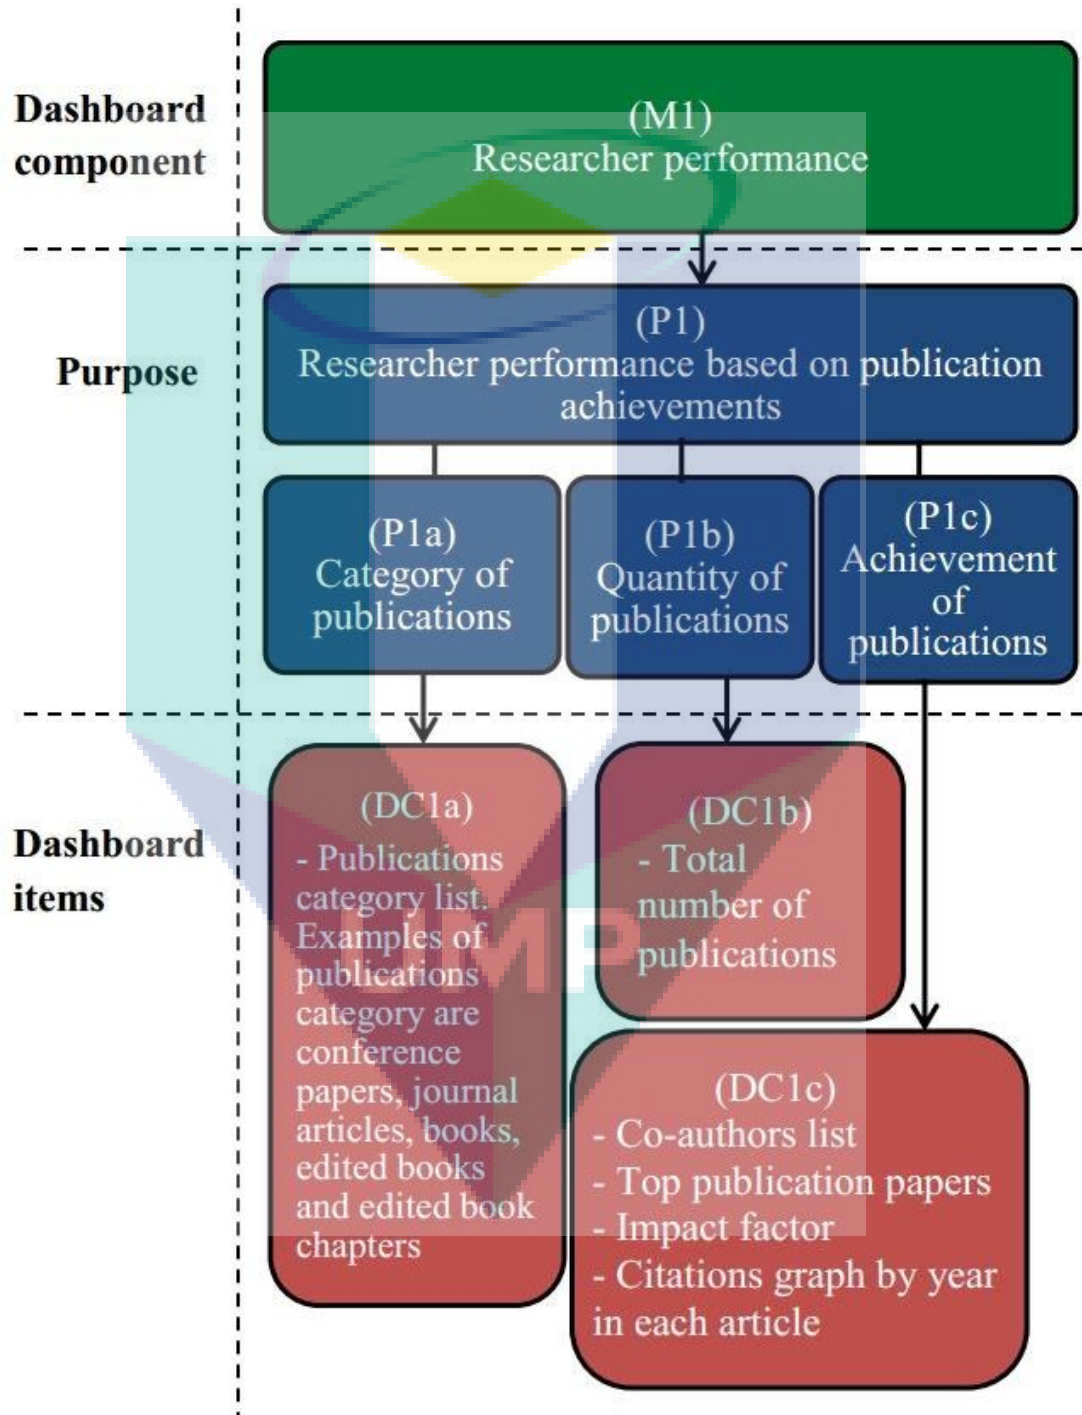 Dashboard
component
(M1)
Researcher performance
Purpose
(P1)
Researcher performance based on publication
achievements
(P1a)
Category of
publications
(P1b)
Quantity of
publications
(P1c)
Achievement
of
publications
Dashboard
items
(DC1a)
- Publications
category list.
Examples of
publications
category are
conference
papers, journal
articles, books,
edited books
and edited book
chapters
(DC1b)
- Total
number of
publications
(DC1c)
- Co-authors list
- Top publication papers
- Impact factor
- Citations graph by year
in each article
UMP